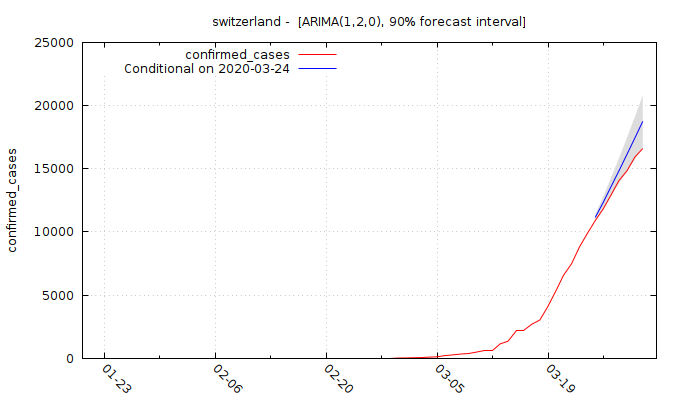 switzerland -  [ARIMA(1,2,0), 90% forecast interval]
confirmed_cases
Conditional on 2020-03-24
confirmed_cases
25000
20000
15000
10000
5000
0
01-23
02-06
02-20
03-05
03-19